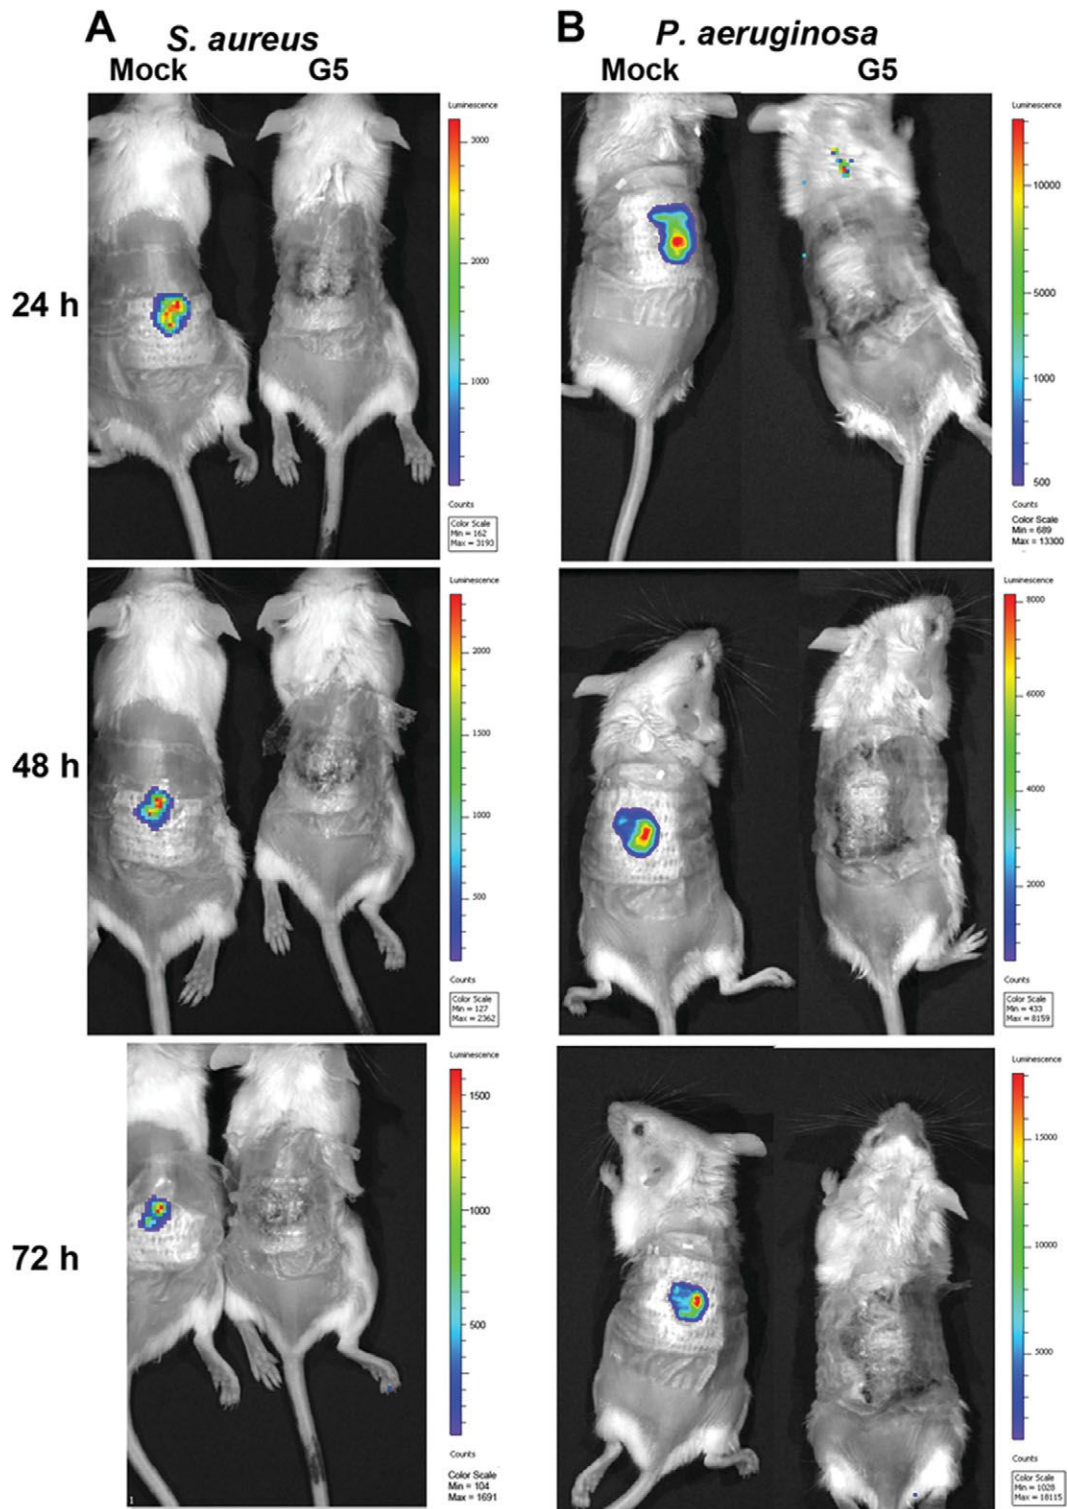 A
S. aureus
Mock
G5
B
P. aeruginosa
Mock
G5
24 h
Luminescence
3000
2000
1000
Counts
Color Scale
Min = 162
Max = 3193
Luminescence
10000
5000
1000
500
Counts
Color Scale
Min = 689
Max = 13300
48 h
Luminescence
2000
1500
1000
500
Counts
Color Scale
Min = 127
Max = 2362
Luminescence
8000
6000
4000
2000
Counts
Color Scale
Min = 433
Max = 8159
72 h
Luminescence
1500
1000
500
Counts
Color Scale
Min = 104
Max = 1691
Luminescence
15000
10000
5000
Counts
Color Scale
Min = 1028
Max = 18115